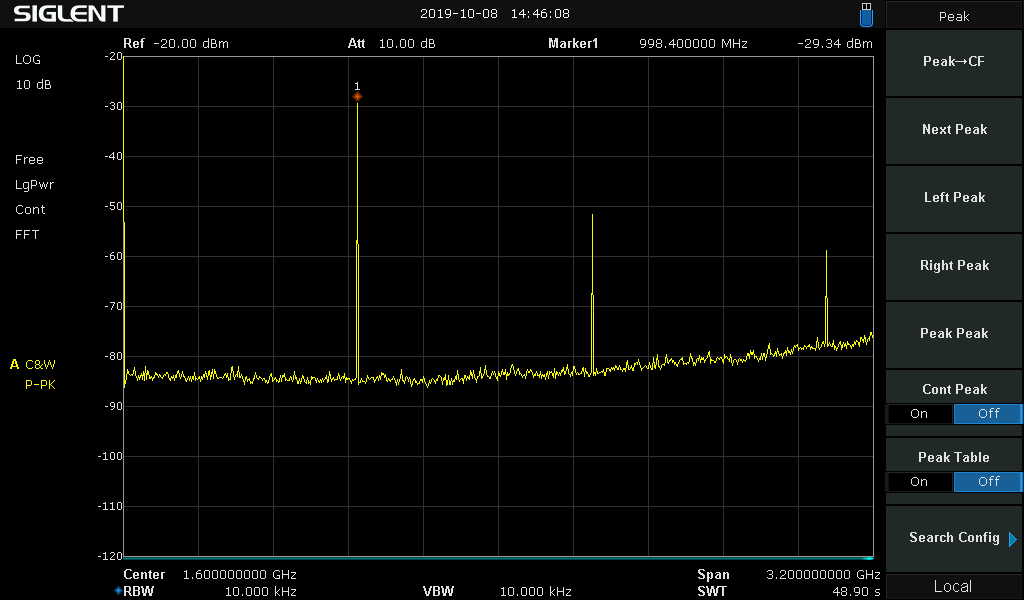 SIGLENT
2019-10-08 14:46:08
Peak
Ref -20.00 dBm Att 10.00 dB Marker1 998.400000 MHz -29.34 dBm
LOG
10 dB
Free
LgPwr
Cont
FFT
A C&W
P-PK
-20
-30
-40
-50
-60
-70
-80
-90
-100
-110
-120
1
Center 1.600000000 GHz Span 3.200000000 GHz
RBW 10.000 kHz VBW 10.000 kHz SWT 48.90 s
Peak→CF
Next Peak
Left Peak
Right Peak
Peak Peak
Cont Peak
On Off
Peak Table
On Off
Search Config
Local